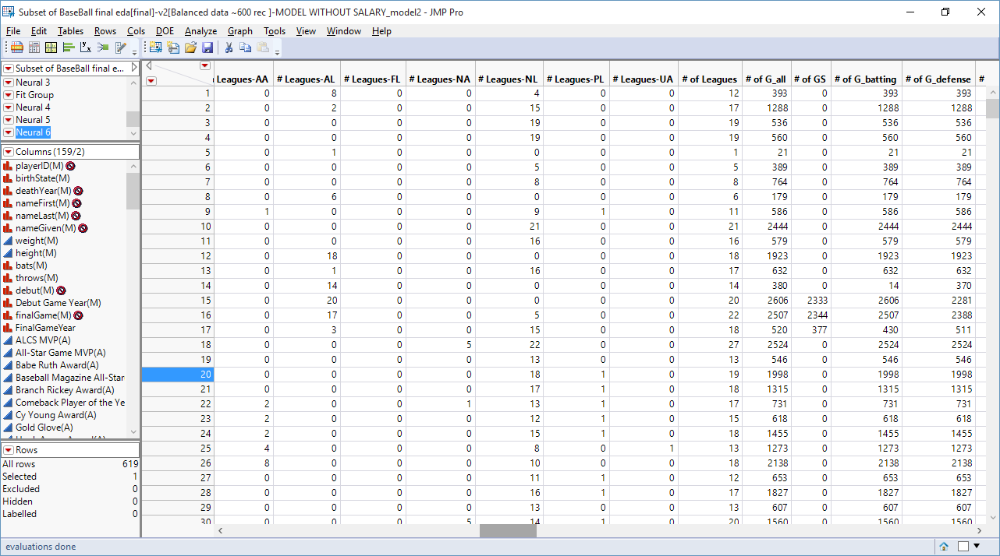 Subset of BaseBall final eda[final]-v2[Balanced data ~600 rec ]-MODEL WITHOUT SALARY_model2 - JMP Pro
File Edit Tables Rows Cols DOE Analyze Graph Tools View Window Help
Subset of BaseBall final e...
Neural 3
Fit Group
Neural 4
Neural 5
Neural 6
Columns (159/2)
playerID(M)
birthState(M)
deathYear(M)
nameFirst(M)
nameLast(M)
nameGiven(M)
weight(M)
height(M)
bats(M)
throws(M)
debut(M)
Debut Game Year(M)
finalGame(M)
FinalGameYear
ALCS MVP(A)
All-Star Game MVP(A)
Babe Ruth Award(A)
Baseball Magazine All-Star
Branch Rickey Award(A)
Comeback Player of the Ye
Cy Young Award(A)
Gold Glove(A)
Rows
All rows 619
Selected 1
Excluded 0
Hidden 0
Labelled 0
Leagues-AA # Leagues-AL # Leagues-FL # Leagues-NA # Leagues-NL # Leagues-PL # Leagues-UA # of Leagues # of G_all # of GS # of G_batting # of G_defense #
1 0 8 0 0 4 0 0 12 393 0 393 393
2 0 2 0 0 15 0 0 17 1288 0 1288 1288
3 0 0 0 0 19 0 0 19 536 0 536 536
4 0 0 0 0 19 0 0 19 560 0 560 560
5 0 1 0 0 0 0 0 1 21 0 21 21
6 0 0 0 0 5 0 0 5 389 0 389 389
7 0 0 0 0 8 0 0 8 764 0 764 764
8 0 6 0 0 0 0 0 6 179 0 179 179
9 1 0 0 0 9 1 0 11 586 0 586 586
10 0 0 0 0 21 0 0 21 2444 0 2444 2444
11 0 0 0 0 16 0 0 16 579 0 579 579
12 0 18 0 0 0 0 0 18 1923 0 1923 1923
13 0 1 0 0 16 0 0 17 632 0 632 632
14 0 14 0 0 0 0 0 14 380 0 14 370
15 0 20 0 0 0 0 0 20 2606 2333 2606 2281
16 0 17 0 0 5 0 0 22 2507 2344 2507 2388
17 0 3 0 0 15 0 0 18 520 377 430 511
18 0 0 0 5 22 0 0 27 2524 0 2524 2524
19 0 0 0 0 13 0 0 13 546 0 546 546
20 0 0 0 0 18 1 0 19 1998 0 1998 1998
21 0 0 0 0 17 1 0 18 1315 0 1315 1315
22 2 0 0 1 13 1 0 17 731 0 731 731
23 2 0 0 0 12 1 0 15 618 0 618 618
24 2 0 0 0 15 1 0 18 1455 0 1455 1455
25 4 0 0 0 8 0 1 13 1273 0 1273 1273
26 8 0 0 0 10 0 0 18 2138 0 2138 2138
27 0 0 0 0 11 1 0 12 653 0 653 653
28 0 0 0 0 16 1 0 17 1827 0 1827 1827
29 0 0 0 0 13 0 0 13 607 0 607 607
30 0 0 0 5 14 1 0 20 1560 0 1560 1560
evaluations done